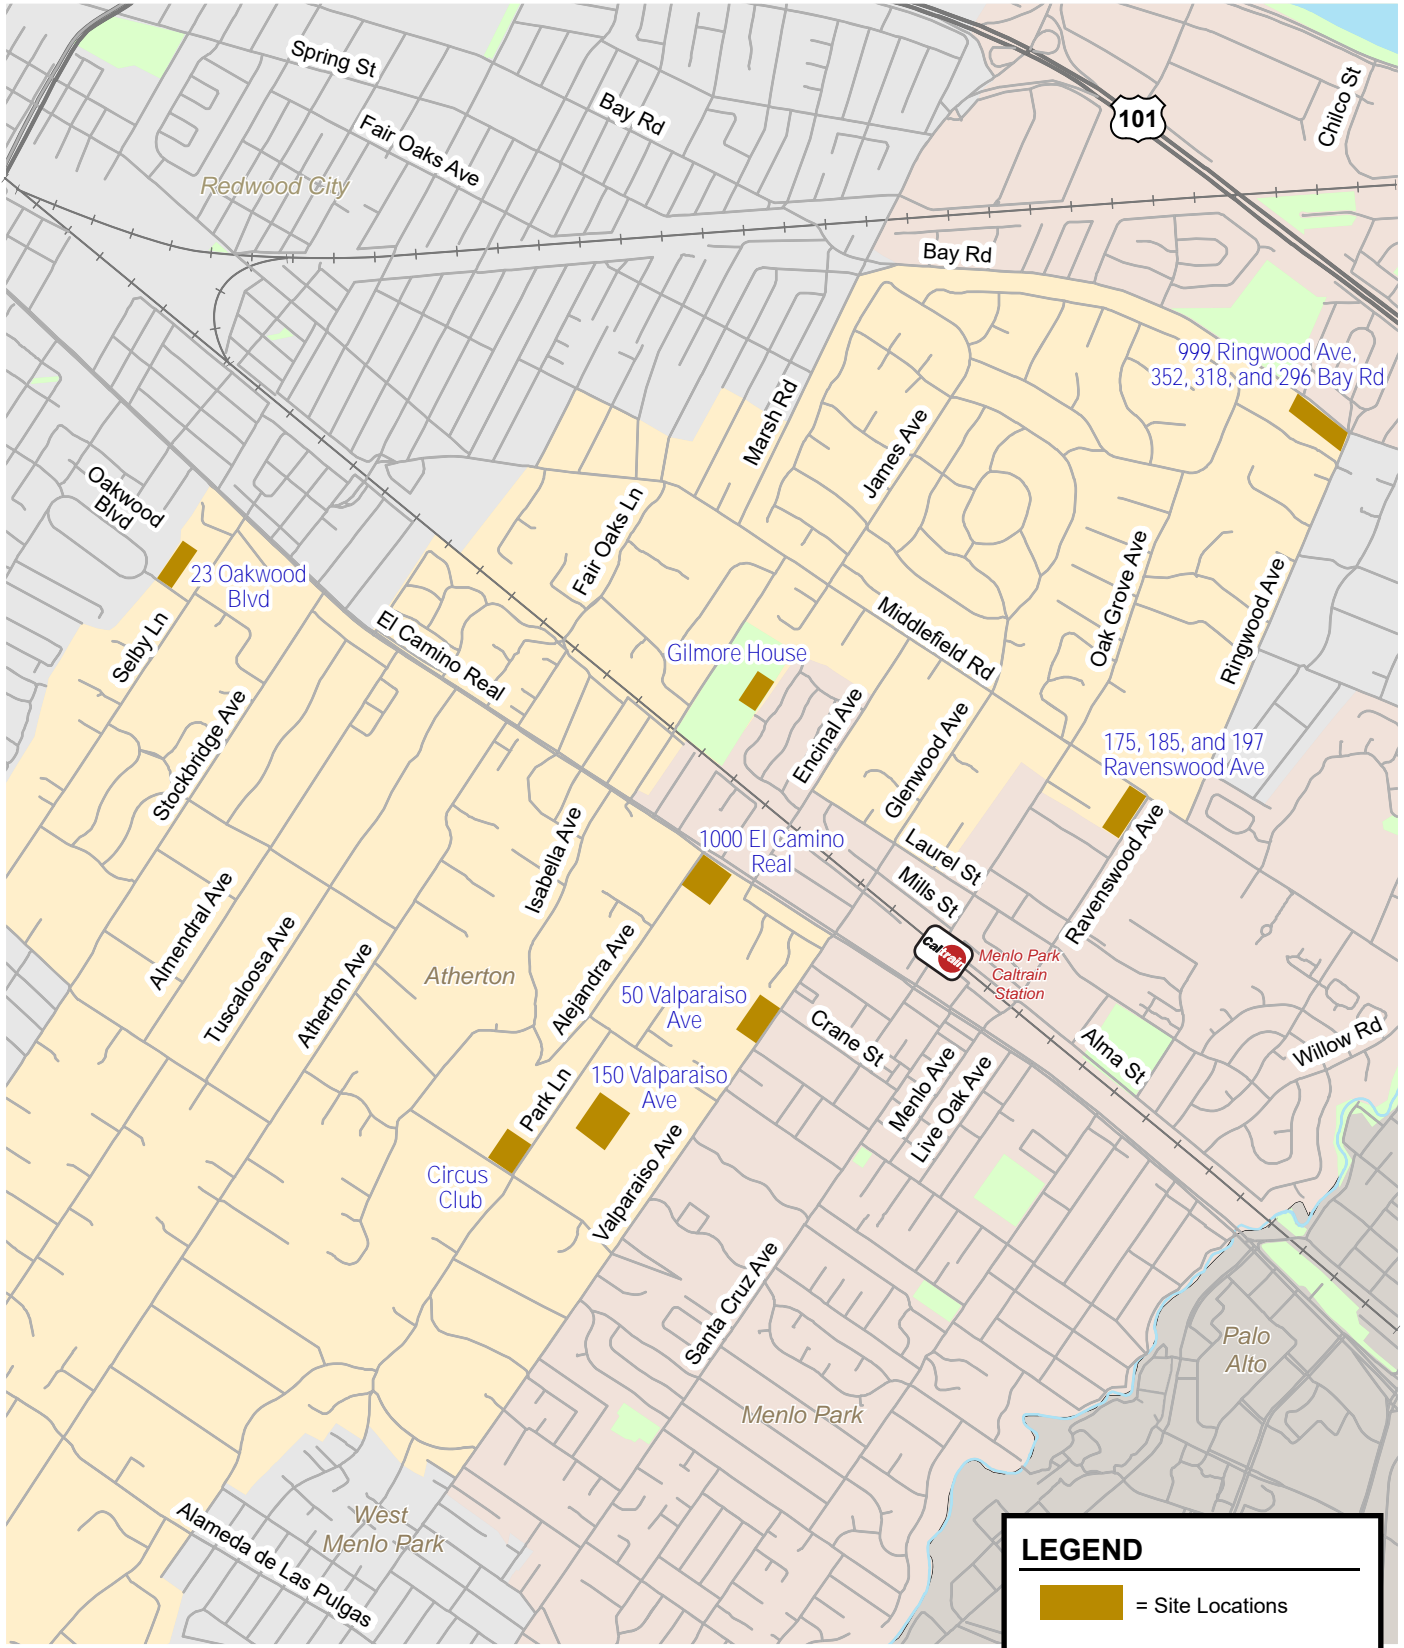 Spring St
Bay Rd
Chilco St
101
Fair Oaks Ave
Redwood City
Bay Rd
999 Ringwood Ave,
352, 318, and 296 Bay Rd
Marsh Rd
James Ave
Oakwood
Blvd
Fair Oaks Ln
23 Oakwood
Blvd
Oak Grove Ave
Ringwood Ave
Selby Ln
El Camino Real
Gilmore House
Middlefield Rd
Stockbridge Ave
Encinal Ave
Glenwood Ave
175, 185, and 197
Ravenswood Ave
Isabella Ave
1000 El Camino
Real
Laurel St
Mills St
Ravenswood Ave
Almendral Ave
Tuscaloosa Ave
Atherton Ave
Atherton
Alejandra Ave
Caltrain
Menlo Park
Caltrain
Station
50 Valparaiso
Ave
Crane St
Alma St
Willow Rd
Menlo Ave
Live Oak Ave
Park Ln
150 Valparaiso
Ave
Circus
Club
Valparaiso Ave
Santa Cruz Ave
Palo
Alto
Menlo Park
West
Menlo Park
Alameda de Las Pulgas
LEGEND
= Site Locations